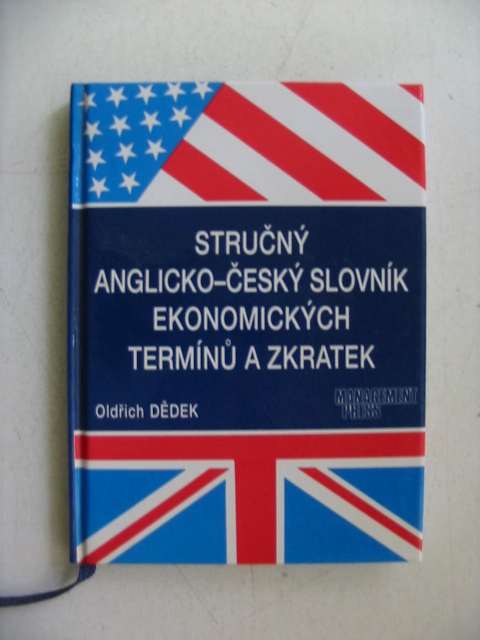 STRUČNÝ
ANGLICKO–ČESKÝ SLOVNÍK
EKONOMICKÝCH
TERMÍNŮ A ZKRATEK
MANAGEMENT
PRESS
Oldřich DĚDEK